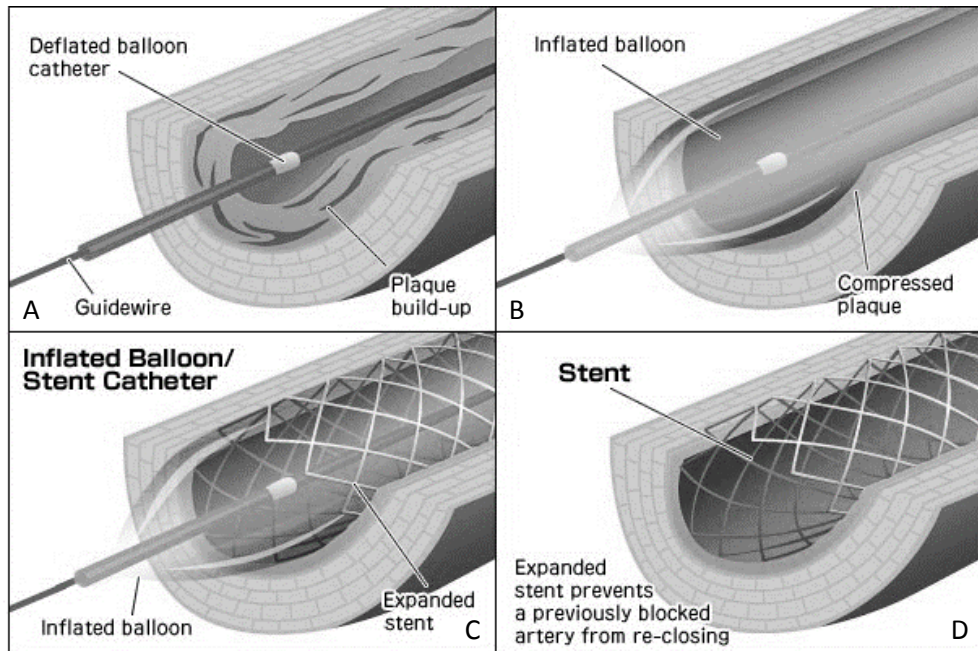 Deflated balloon
catheter
Plaque
build-up
Guidewire
A
Inflated balloon
Compressed
plaque
B
Inflated Balloon/
Stent Catheter
Expanded
stent
Inflated balloon
C
Stent
Expanded
stent prevents
a previously blocked
artery from re-closing
D